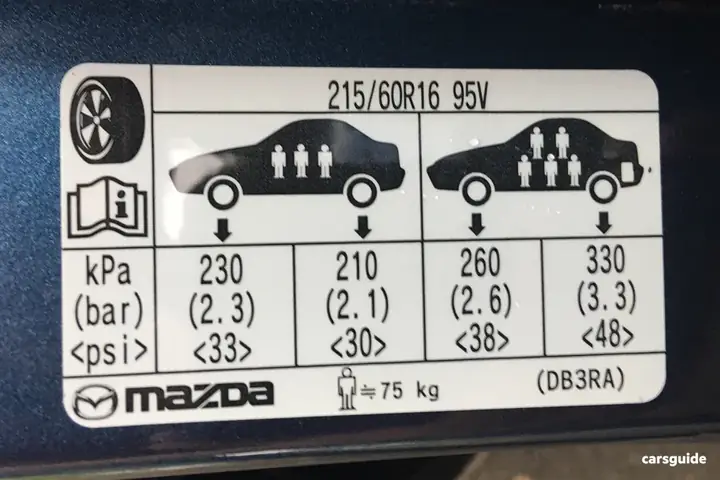 215/60R16 95V
kPa 230 210 260 330
(bar) (2.3) (2.1) (2.6) (3.3)
<psi> <33> <30> <38> <48>
mazda ≒75 kg (DB3RA)
carsguide